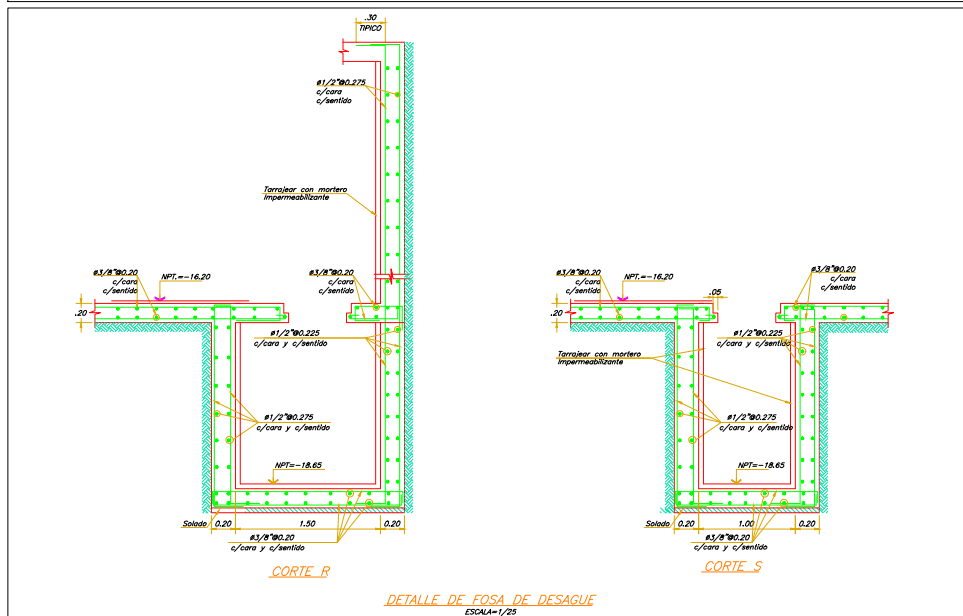 .30
TIPICO
ø1/2"@0.275
c/cara
c/sentido
Tarrajear con mortero
Impermeabilizante
ø3/8"@0.20
c/cara
c/sentido
NPT.=-16.20
ø3/8"@0.20
c/cara
c/sentido
.20
ø1/2"@0.225
c/cara y c/sentido
ø1/2"@0.275
c/cara y c/sentido
NPT=-18.65
Solado
0.20
1.50
0.20
ø3/8"@0.20
c/cara y c/sentido
CORTE R
ø3/8"@0.20
c/cara
c/sentido
NPT.=-16.20
.05
ø3/8"@0.20
c/cara
c/sentido
.20
ø1/2"@0.225
c/cara y c/sentido
Tarrajear con mortero
Impermeabilizante
ø1/2"@0.275
c/cara y c/sentido
NPT=-18.65
Solado
0.20
1.00
0.20
ø3/8"@0.20
c/cara y c/sentido
CORTE S
DETALLE DE FOSA DE DESAGUE
ESCALA=1/25